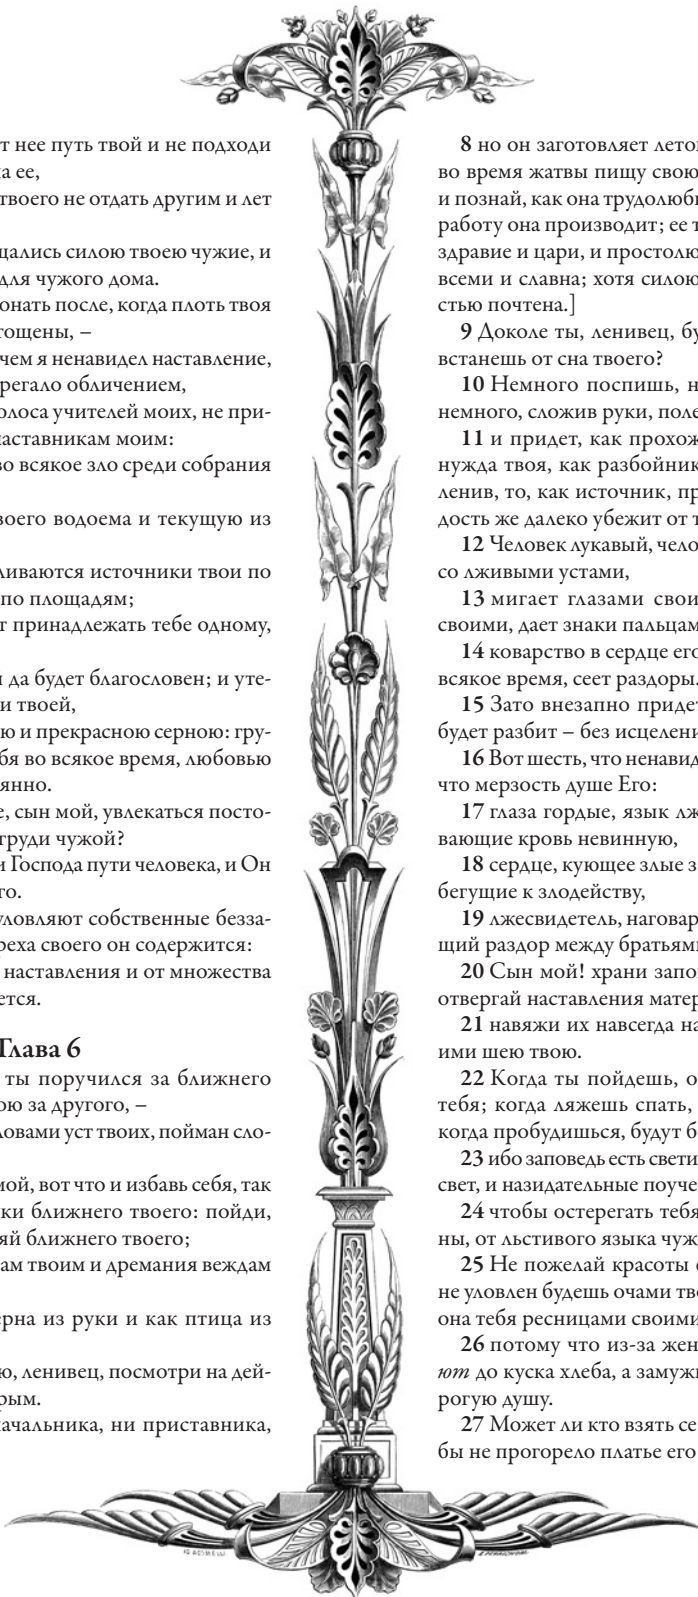 т нее путь твой и не подходи
а ее,
твоего не отдать другим и лет
щались силою твоею чужие, и
для чужого дома.
онать после, когда плоть твоя
тощены, –
чем я ненавидел наставление,
регало обличением,
олоса учителей моих, не при-
аставникам моим:
во всякое зло среди собрания
воего водоема и текущую из
ливаются источники твои по
по площадям;
т принадлежать тебе одному,
и да будет благословен; и уте-
и твоей,
ю и прекрасною серною: гру-
бя во всякое время, любовью
янно.
е, сын мой, увлекаться посто-
груди чужой?
и Господа пути человека, и Он
го.
уловляют собственные безза-
реха своего он содержится:
наставления и от множества
ется.
Глава 6
ты поручился за ближнего
ою за другого, –
ловами уст твоих, пойман сло-
мой, вот что и избавь себя, так
ки ближнего твоего: пойди,
яй ближнего твоего;
ам твоим и дремания веждам
ерна из руки и как птица из
ю, ленивец, посмотри на дей-
рым.
ачальника, ни приставника,
8 но он заготовляет лето
во время жатвы пищу свою
и познай, как она трудолюб
работу она производит; ее т
здравие и цари, и простолю
всеми и славна; хотя силою
стью почтена.]
9 Доколе ты, ленивец, бу
встанешь от сна твоего?
10 Немного поспишь, н
немного, сложив руки, поле
11 и придет, как прохож
нужда твоя, как разбойник
ленив, то, как источник, пр
дость же далеко убежит от т
12 Человек лукавый, чело
со лживыми устами,
13 мигает глазами свои
своими, дает знаки пальцам
14 коварство в сердце его
всякое время, сеет раздоры.
15 Зато внезапно придет
будет разбит – без исцелени
16 Вот шесть, что ненавид
что мерзость душе Его:
17 глаза гордые, язык лж
вающие кровь невинную,
18 сердце, кующее злые з
бегущие к злодейству,
19 лжесвидетель, наговар
щий раздор между братьям
20 Сын мой! храни запо
отвергай наставления матер
21 навяжи их навсегда на
ими шею твою.
22 Когда ты пойдешь, о
тебя; когда ляжешь спать,
когда пробудишься, будут б
23 ибо заповедь есть свети
свет, и назидательные поуче
24 чтобы остерегать тебя
ны, от льстивого языка чуж
25 Не пожелай красоты е
не уловлен будешь очами тво
она тебя ресницами своими
26 потому что из-за жен
ют до куска хлеба, а замужн
рогую душу.
27 Может ли кто взять се
бы не прогорело платье его